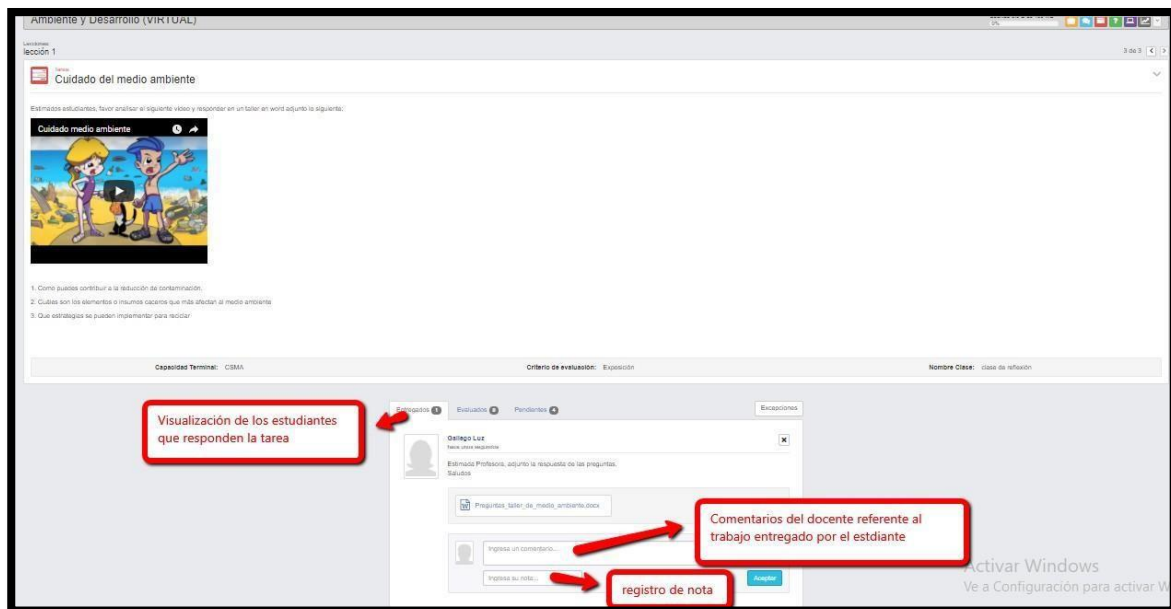 Ambiente y Desarrollo (VIRTUAL)
Lecciones
lección 1
3 de 3
Tarea
Cuidado del medio ambiente
Estimados estudiantes, favor analisar el siguiente video y responder en un taller en word adjunto lo siguiente:
Cuidado medio ambiente
1. Como puedes contribuir a la reducción de contaminación.
2. son los elementos o insumos caseros que más afectan al medio ambiente
3. Que estrategias se pueden implementar para reciclar
Capacidad Terminal: CSMA
Criterio de evaluación: Exposición
Nombre Clase: clase de reflexión
Visualización de los estudiantes
que responden la tarea
Entregados 1 Evaluados 0 Pendientes 4
Excepciones
Gallego Luz
hace unos segundos
Estimada Profesora, adjunto la respuesta de las preguntas.
Saludos
Preguntas_taller_de_medio_ambiente.docx
Comentarios del docente referente al
trabajo entregado por el estdiante
Ingresa un comentario...
Ingresa su nota...
Aceptar
registro de nota
Activar Windows
Ve a Configuración para activar W